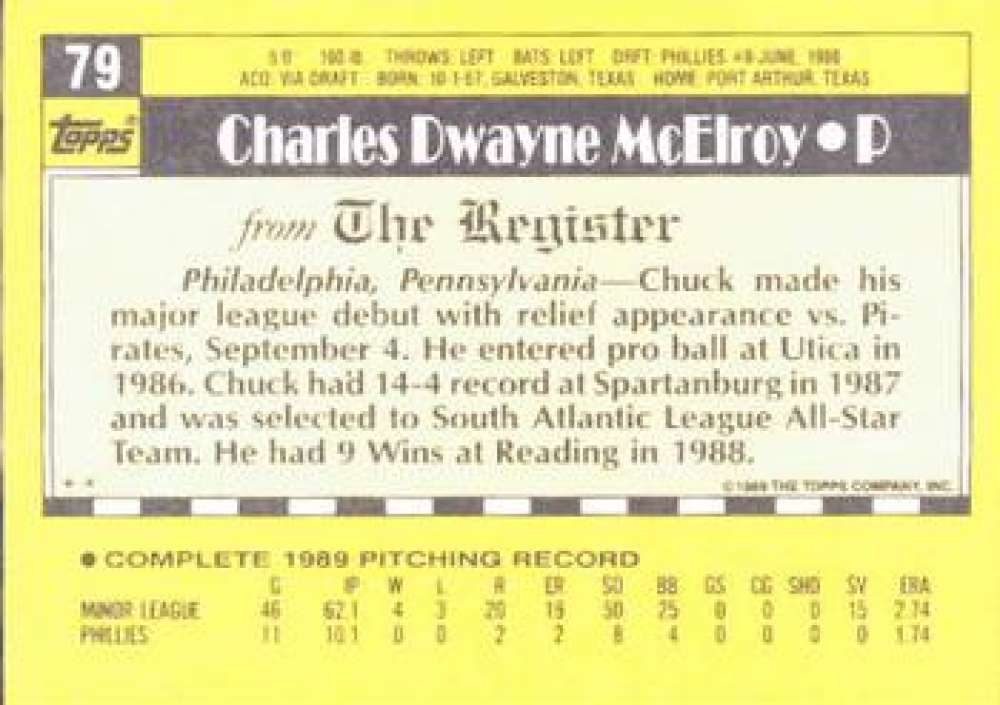 79
THROWS: LEFT BATS: LEFT DRFT: PHILLIES #8-JUNE, 1986
ACQ: VIA DRAFT BORN: 10-1-67, GALVESTON, TEXAS HOME: PORT ARTHUR, TEXAS
Topps®
Charles Dwayne McElroy • P
from The Register
Philadelphia, Pennsylvania—Chuck made his
major league debut with relief appearance vs. Pi-
rates, September 4. He entered pro ball at Utica in
1986. Chuck had 14-4 record at Spartanburg in 1987
and was selected to South Atlantic League All-Star
Team. He had 9 Wins at Reading in 1988.
* *
© 1989 THE TOPPS COMPANY, INC.
● COMPLETE 1989 PITCHING RECORD
G IP W L R ER SO BB GS CG SHO SV ERA
MINOR LEAGUE 46 62.1 4 3 20 19 50 25 0 0 0 15 2.74
PHILLIES 11 10.1 0 0 2 2 8 4 0 0 0 0 1.74